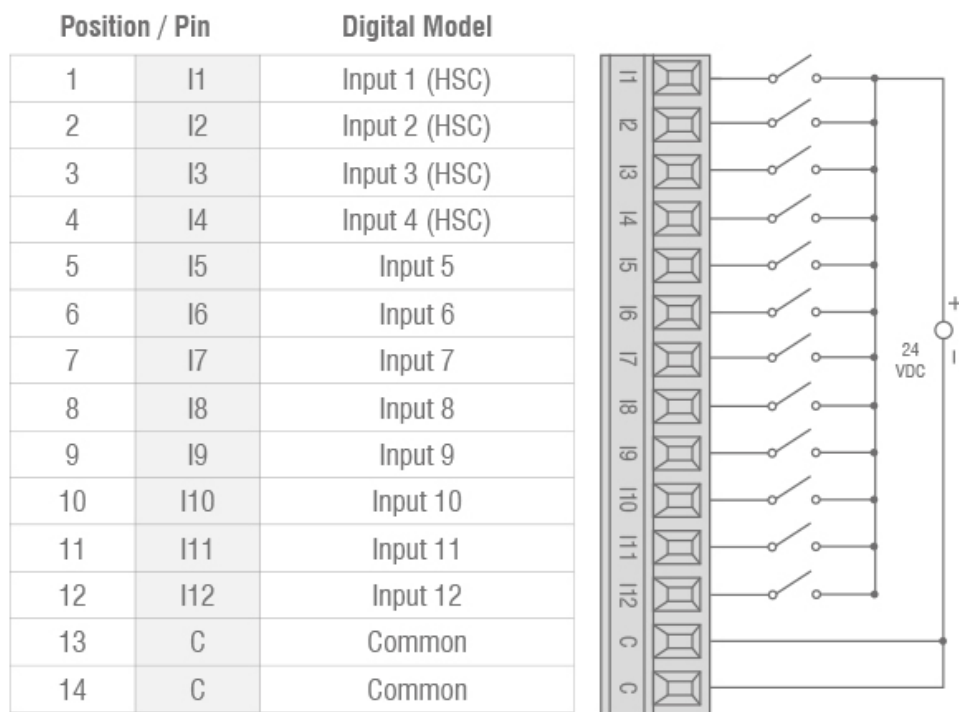 Position / Pin Digital Model
1 I1 Input 1 (HSC)
2 I2 Input 2 (HSC)
3 I3 Input 3 (HSC)
4 I4 Input 4 (HSC)
5 I5 Input 5
6 I6 Input 6
7 I7 Input 7
8 I8 Input 8
9 I9 Input 9
10 I10 Input 10
11 I11 Input 11
12 I12 Input 12
13 C Common
14 C Common
I1
I2
I3
I4
I5
I6
I7
I8
I9
I10
I11
I12
C
C
+
24
VDC
I